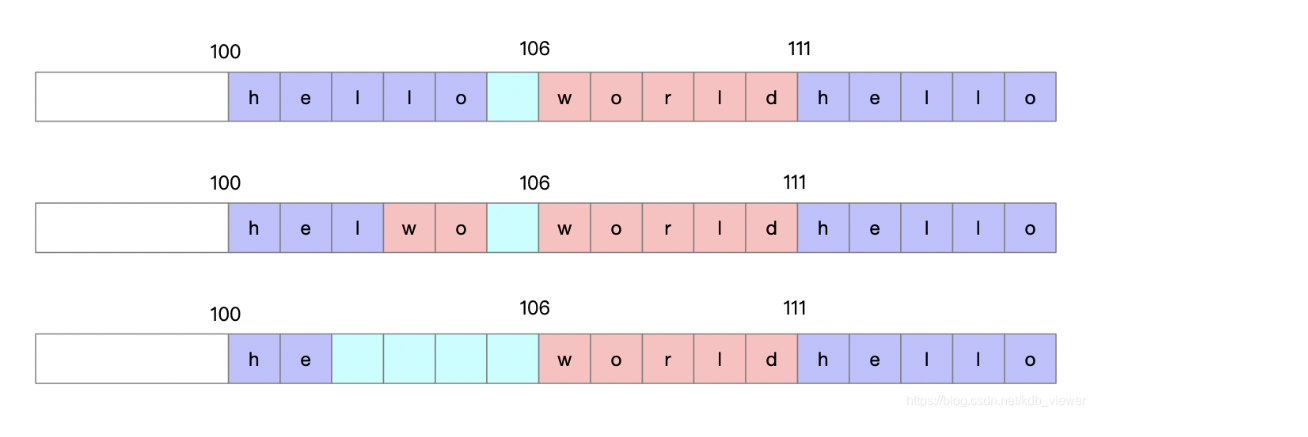 100 106 111
h e l l o w o r l d h e l l o
100 106 111
h e l w o w o r l d h e l l o
100 106 111
h e w o r l d h e l l o
https://blog.csdn.net/kdb_viewer